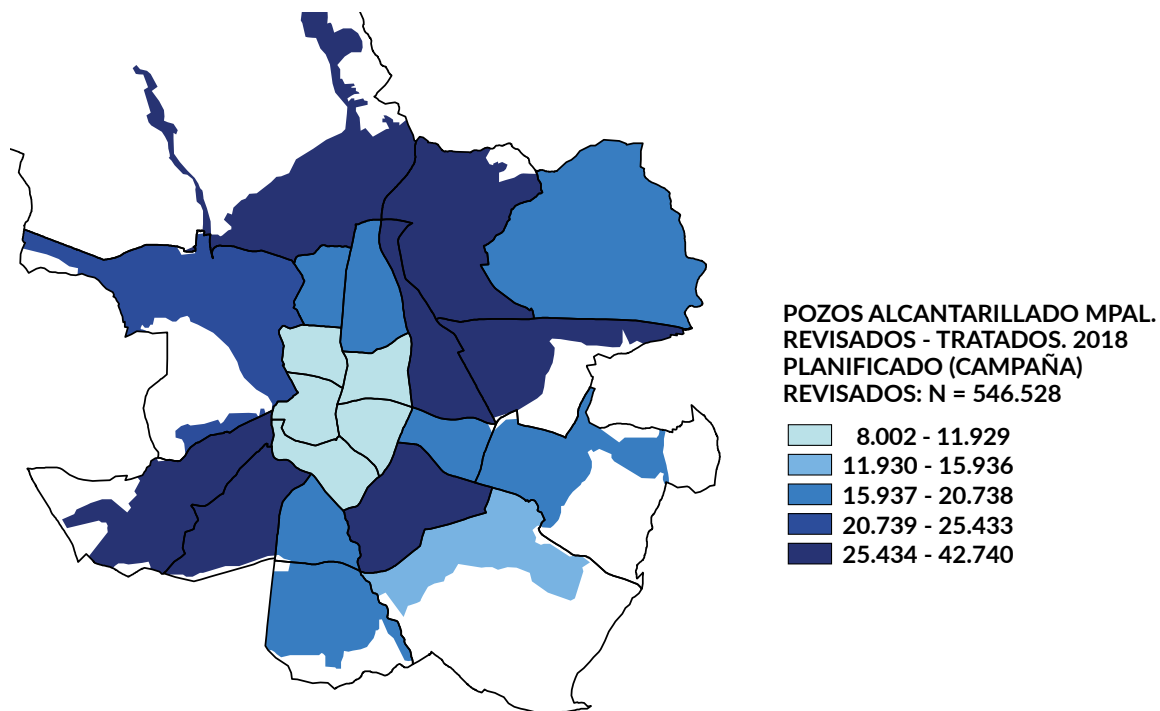 POZOS ALCANTARILLADO MPAL.
REVISADOS - TRATADOS. 2018
PLANIFICADO (CAMPAÑA)
REVISADOS: N = 546.528
8.002 - 11.929
11.930 - 15.936
15.937 - 20.738
20.739 - 25.433
25.434 - 42.740